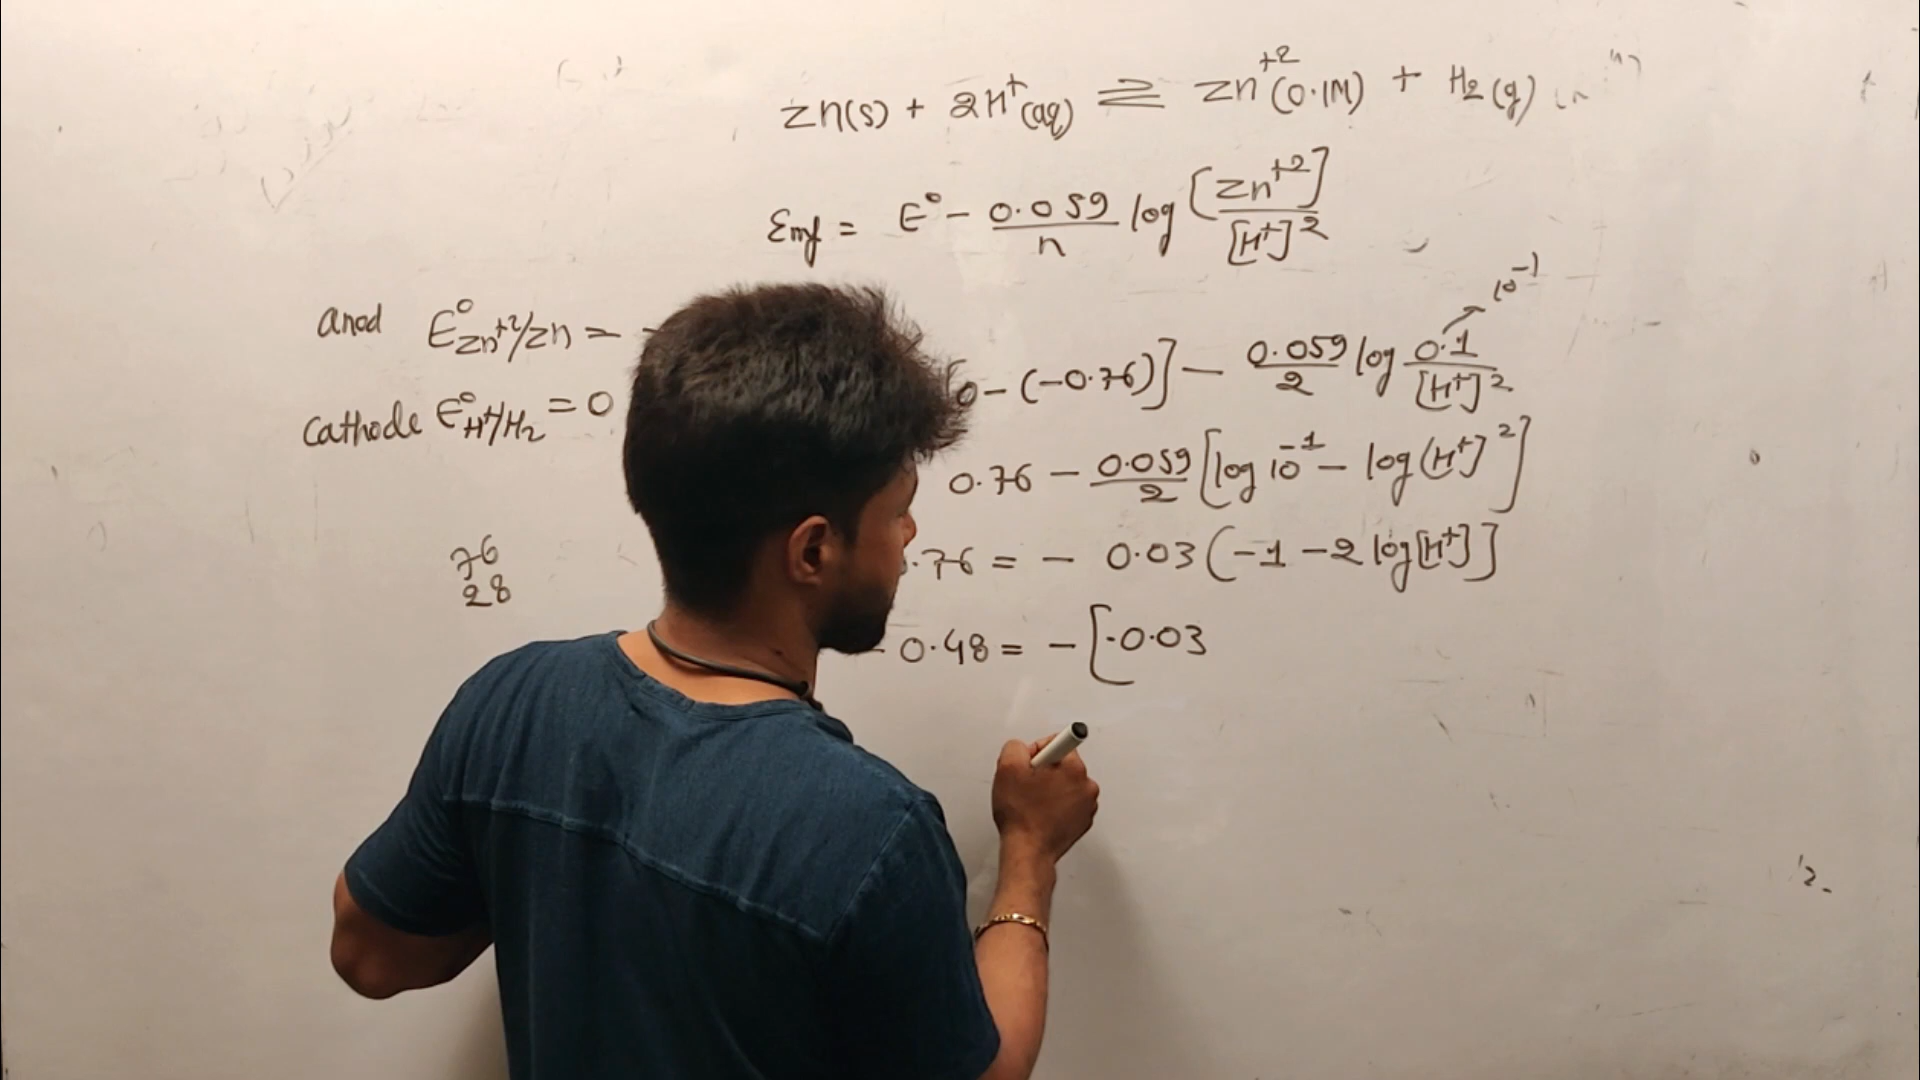 Zn(s) + 2H⁺(aq) ⇌ Zn⁺²(0.1M) + H₂(g)
Emf = E° - 0.059/n log [Zn⁺²]/[H⁺]²
10⁻¹
anod E°Zn⁺²/Zn = -
0-(-0.76)] - 0.059/2 log 0.1/[H⁺]²
Cathode E°H⁺/H₂ = 0
0.76 - 0.059/2 [log 10⁻¹ - log(H⁺]²]
76
28
.76 = - 0.03(-1-2 log[H⁺]]
- 0.48 = -[-0.03